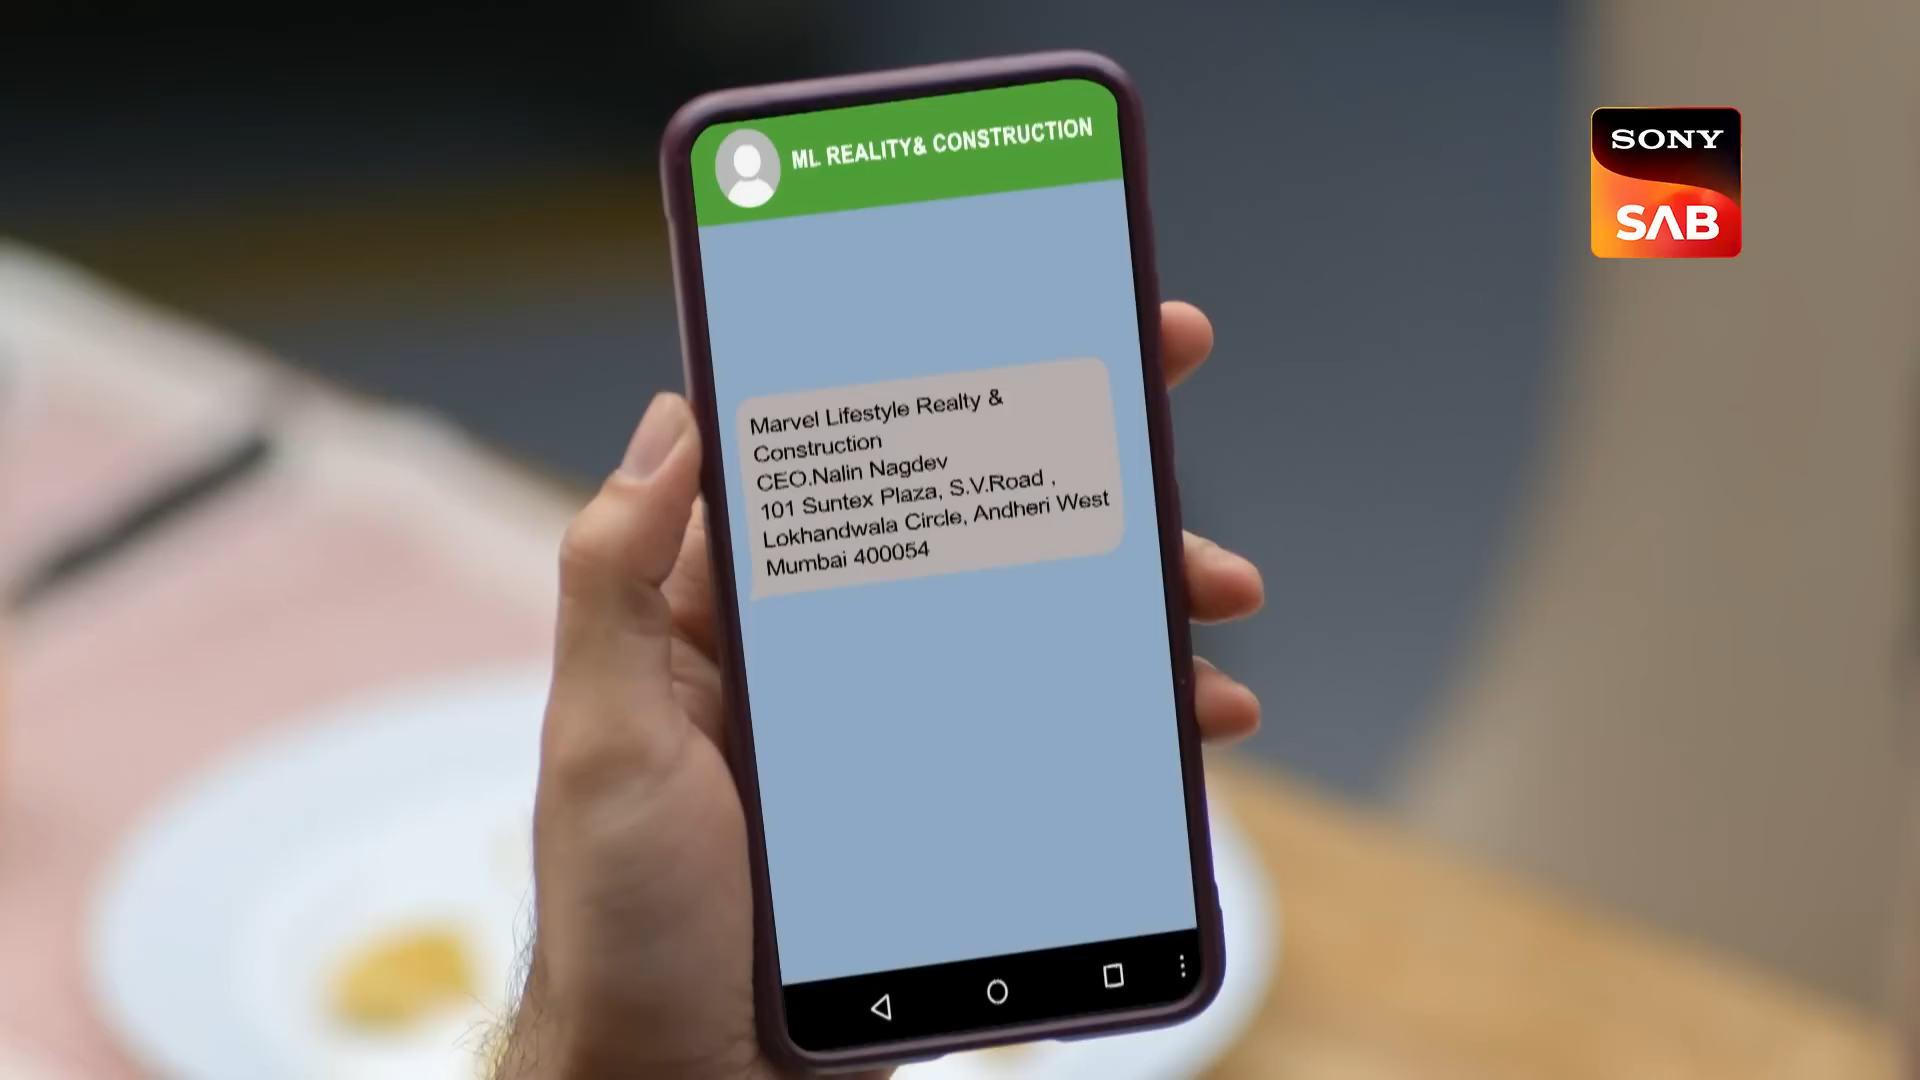 ML REALITY& CONSTRUCTION
SONY
SAB
Marvel Lifestyle Realty &
Construction
CEO.Nalin Nagdev
101 Suntex Plaza, S.V.Road ,
Lokhandwala Circle, Andheri West
Mumbai 400054